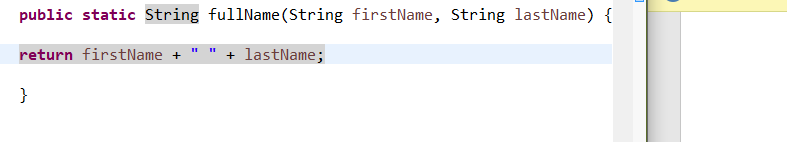 public static String fullName(String firstName, String lastName) {
return firstName + " " + lastName;
}